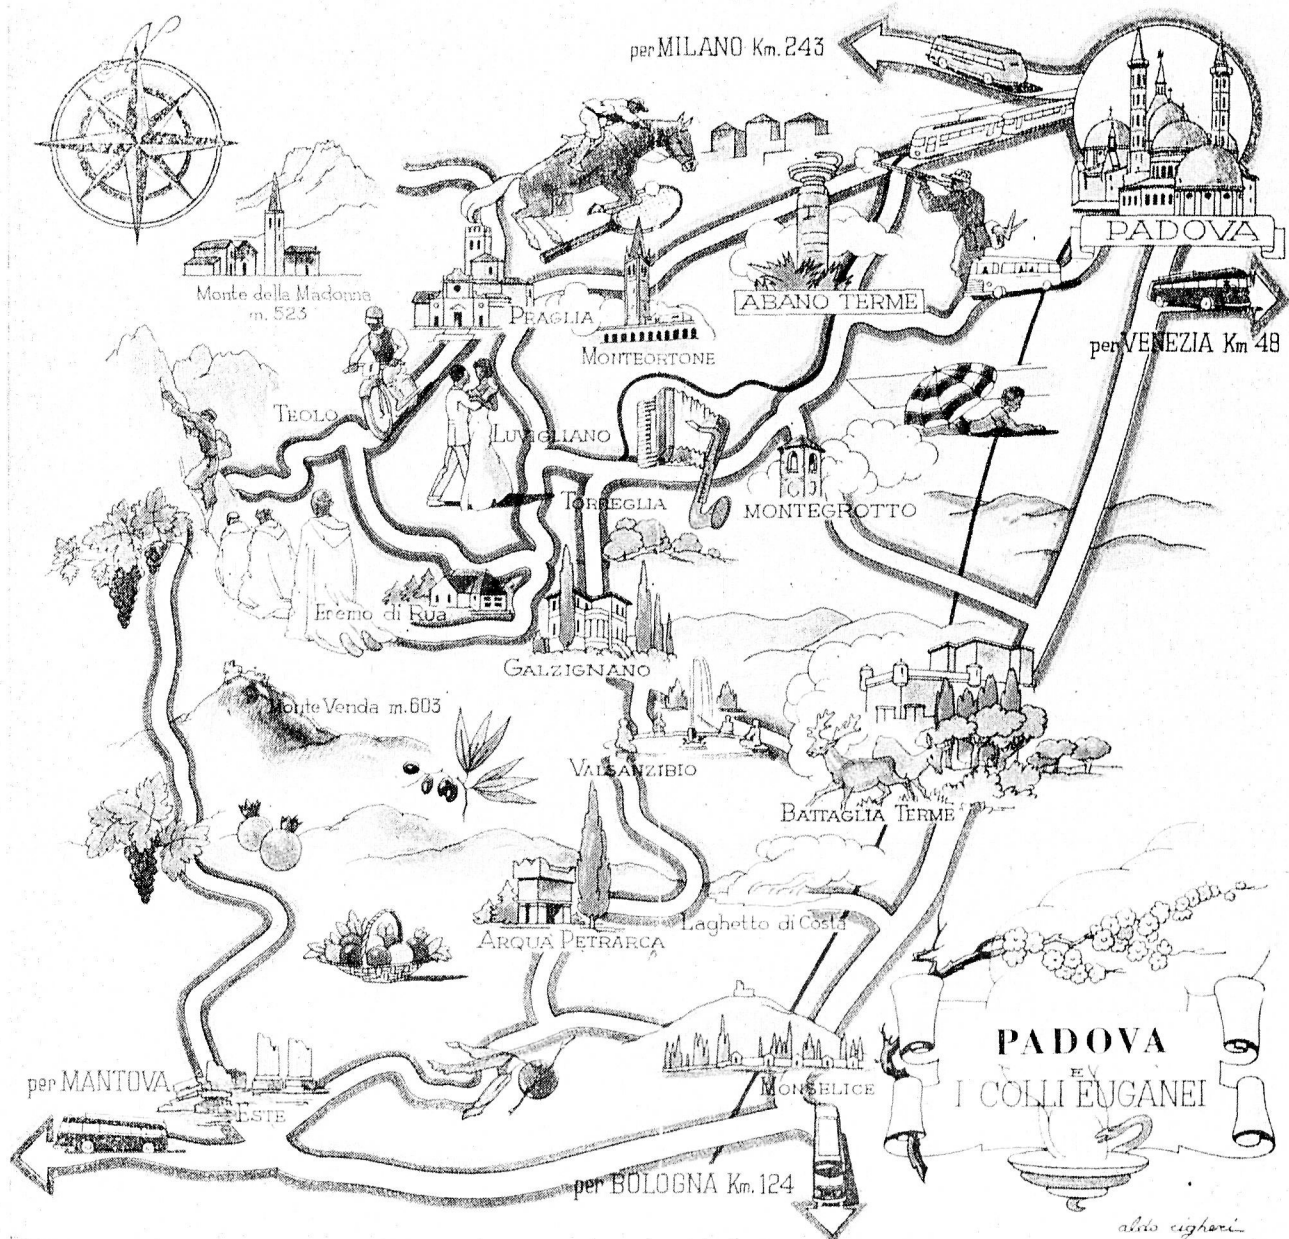 per MILANO Km. 243
PADOVA
Monte della Madonna
m. 523
PRAGLIA
ABANO TERME
MONTEORTONE
per VENEZIA Km 48
TEOLO
LUVIGLIANO
TORREGLIA
MONTEGROTTO
Eremo di Rua
GALZIGNANO
Monte Venda m. 603
VALSANZIBIO
BATTAGLIA TERME
ARQUÀ PETRARCA
Laghetto di Costa
PADOVA
E
I COLLI EUGANEI
per MANTOVA
ESTE
MONSELICE
per BOLOGNA Km. 124
aldo cigheri